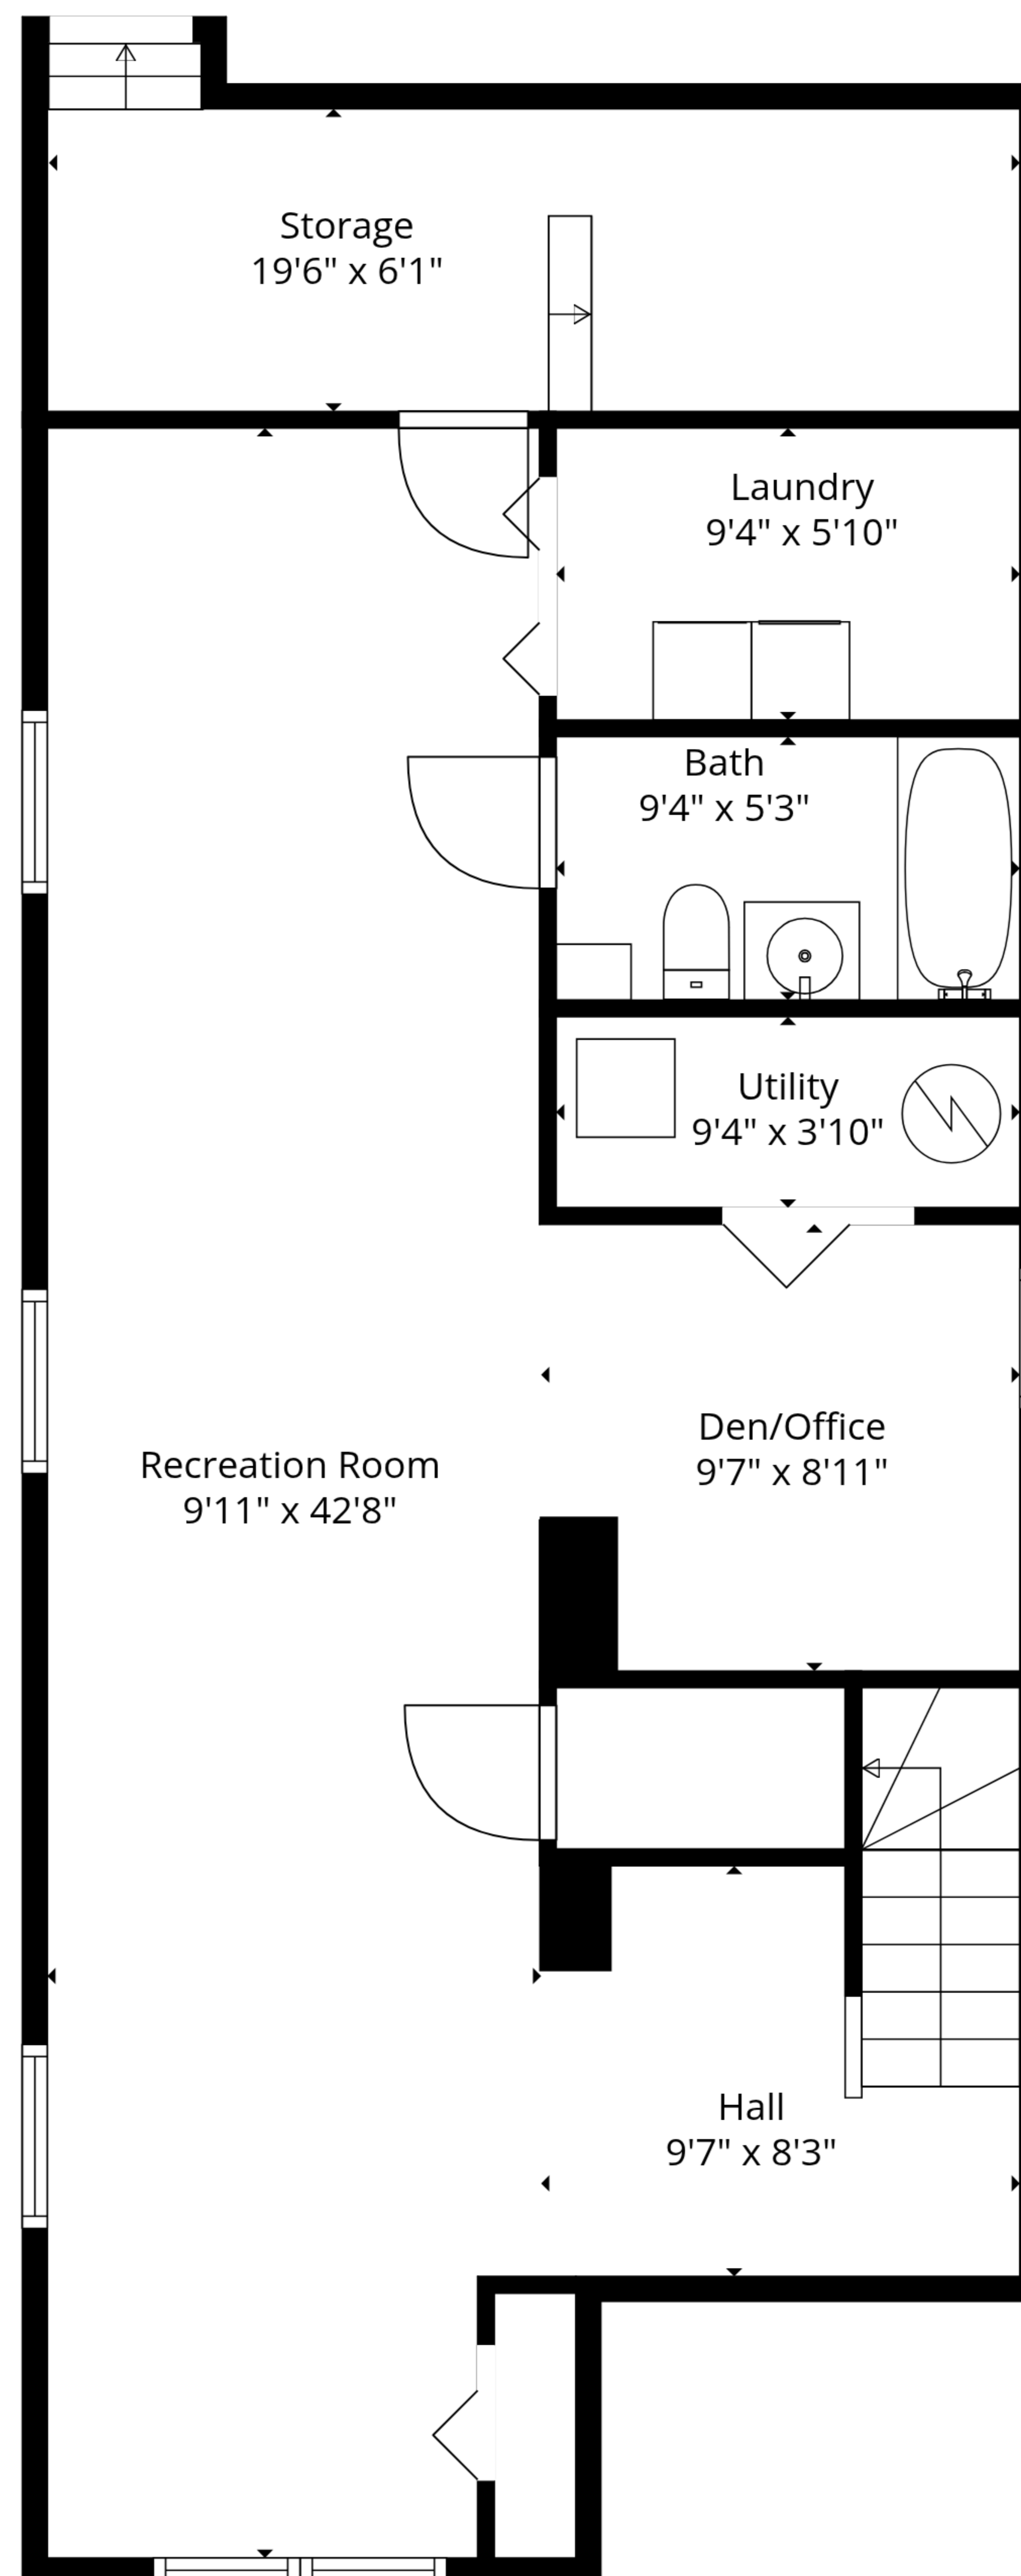 Storage
19'6" x 6'1"
Laundry
9'4" x 5'10"
Bath
9'4" x 5'3"
Utility
9'4" x 3'10"
Den/Office
9'7" x 8'11"
Recreation Room
9'11" x 42'8"
Hall
9'7" x 8'3"